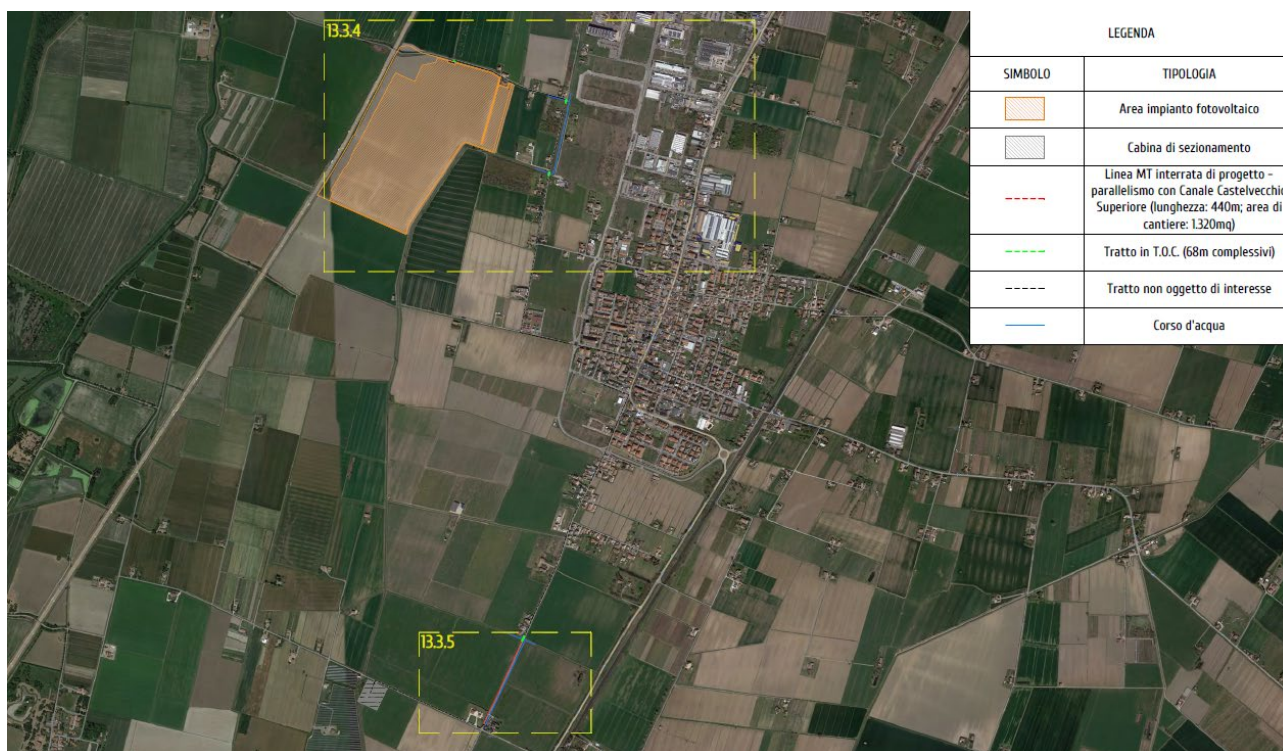 13.3.4
13.3.5
LEGENDA
SIMBOLO
TIPOLOGIA
Area impianto fotovoltaico
Cabina di sezionamento
Linea MT interrata di progetto -
parallelismo con Canale Castelvecchio
Superiore (lunghezza: 440m; area di
cantiere: 1.320mq)
Tratto in T.O.C. (68m complessivi)
Tratto non oggetto di interesse
Corso d'acqua